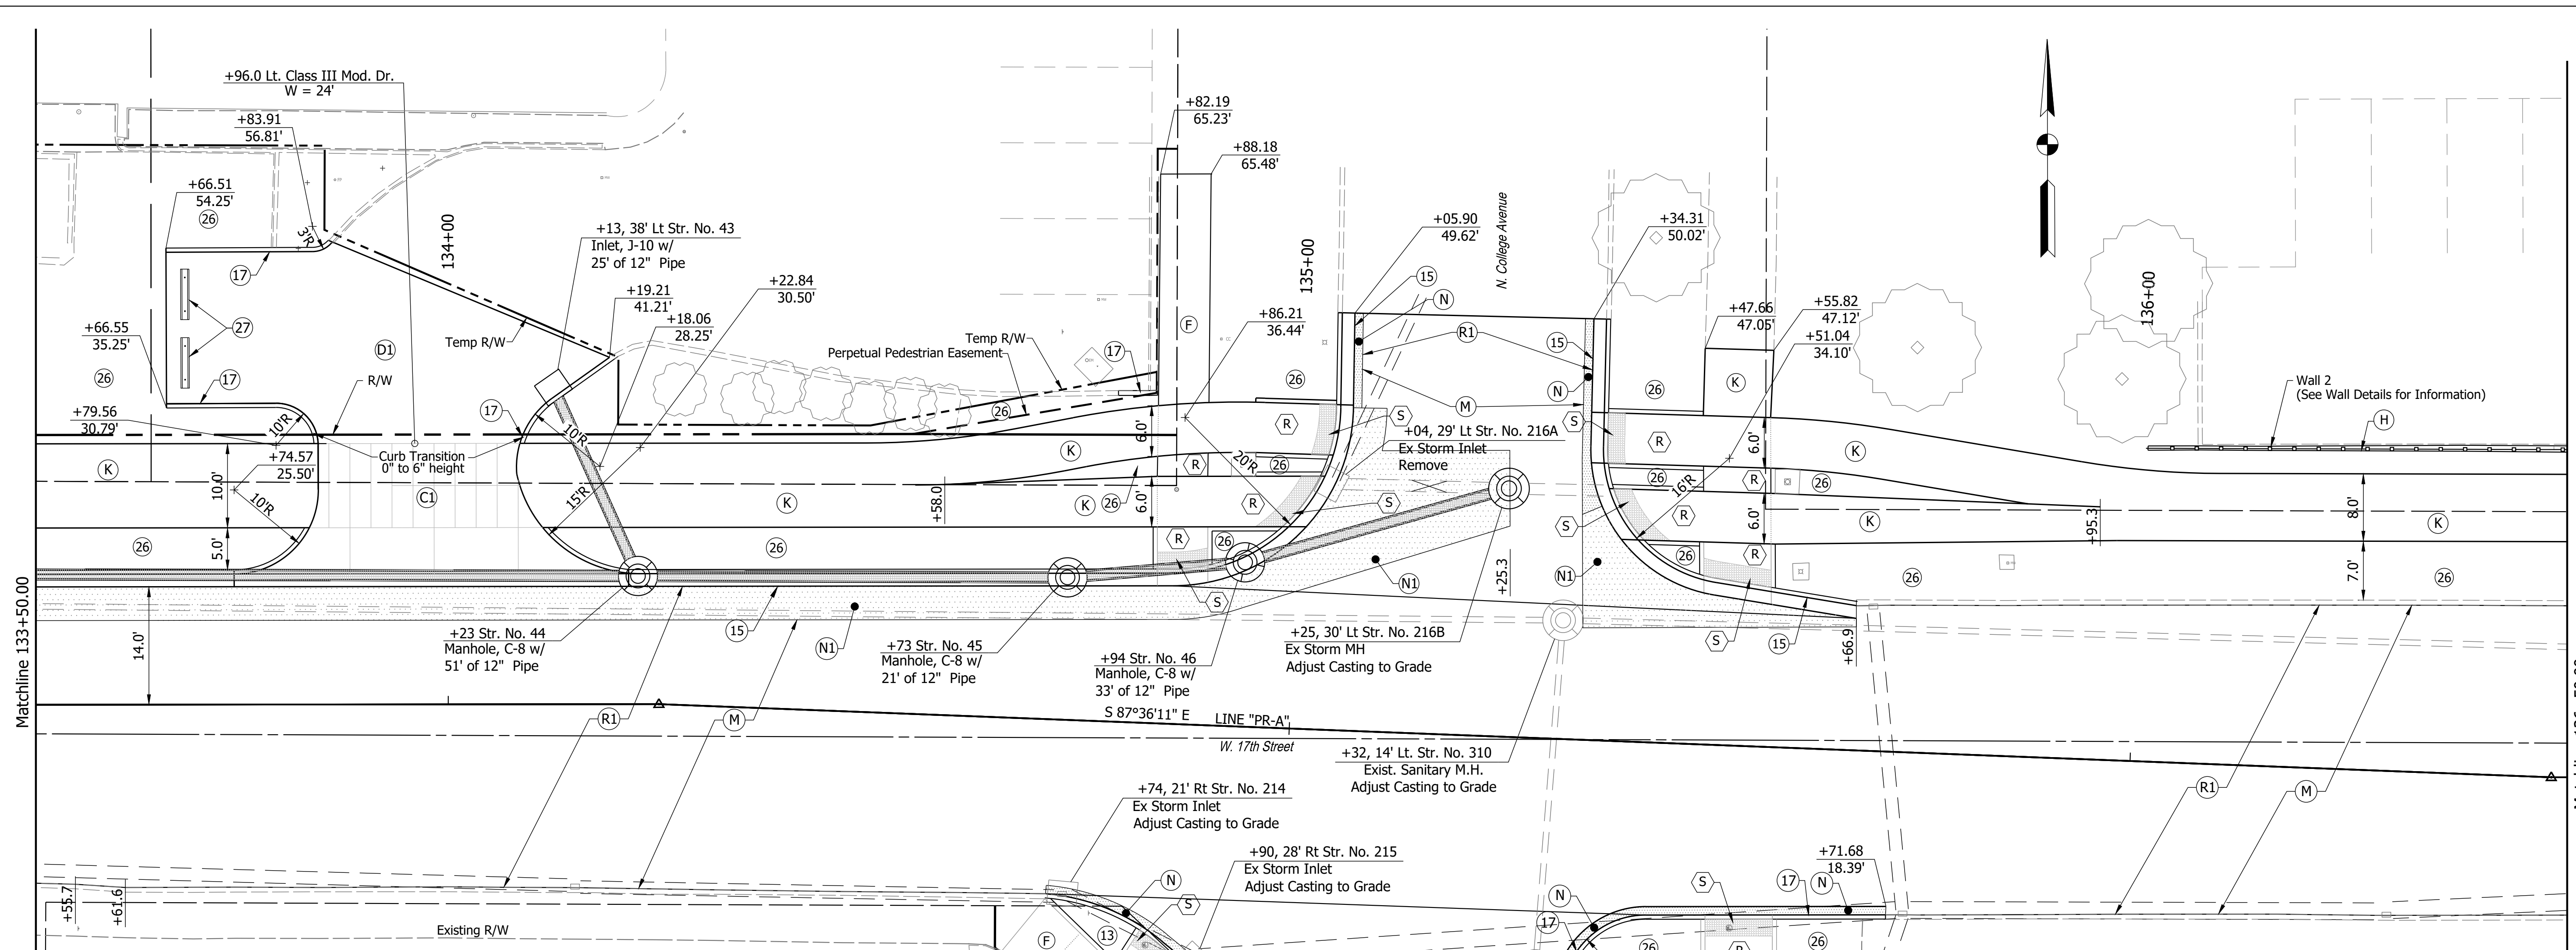 +96.0 Lt. Class III Mod. Dr.
W = 24'
+83.91
56.81'
+66.51
54.25'
26
3'R
17
27
134+00
+66.55
35.25'
26
D1
Temp R/W
17
R/W
+79.56
30.79'
10'R
+74.57
25.50'
K
10.0'
10'R
Curb Transition
0" to 6" height
C1
26
5.0'
14.0'
Matchline 133+50.00
+13, 38' Lt Str. No. 43
Inlet, J-10 w/
25' of 12" Pipe
+22.84
30.50'
+19.21
41.21'
+18.06
28.25'
17
10'R
15'R
Temp R/W
Perpetual Pedestrian Easement
17
26
K
K
+58.0
K
26
26
6.0'
6.0'
+82.19
65.23'
+88.18
65.48'
F
+86.21
36.44'
135+00
+05.90
49.62'
N. College Avenue
15
N
R1
M
26
R
S
R
26
20'R
R
S
R
26
S
+04, 29' Lt Str. No. 216A
Ex Storm Inlet
Remove
N1
+25.3
+34.31
50.02'
15
N
26
S
R
26
R
26
S
R
16'R
6.0'
6.0'
N1
26
R
S
15
+66.9
+47.66
47.05'
+55.82
47.12'
+51.04
34.10'
K
K
K
26
+95.3
136+00
Wall 2
(See Wall Details for Information)
H
8.0'
K
7.0'
26
26
+23 Str. No. 44
Manhole, C-8 w/
51' of 12" Pipe
15
N1
+73 Str. No. 45
Manhole, C-8 w/
21' of 12" Pipe
+94 Str. No. 46
Manhole, C-8 w/
33' of 12" Pipe
+25, 30' Lt Str. No. 216B
Ex Storm MH
Adjust Casting to Grade
R1
M
S 87°36'11" E
LINE "PR-A"
W. 17th Street
+32, 14' Lt. Str. No. 310
Exist. Sanitary M.H.
Adjust Casting to Grade
+74, 21' Rt Str. No. 214
Ex Storm Inlet
Adjust Casting to Grade
+90, 28' Rt Str. No. 215
Ex Storm Inlet
Adjust Casting to Grade
R1
M
+55.7
+61.6
Existing R/W
F
13
N
S
+71.68
18.39'
N
17
S
17
N
26
R
26